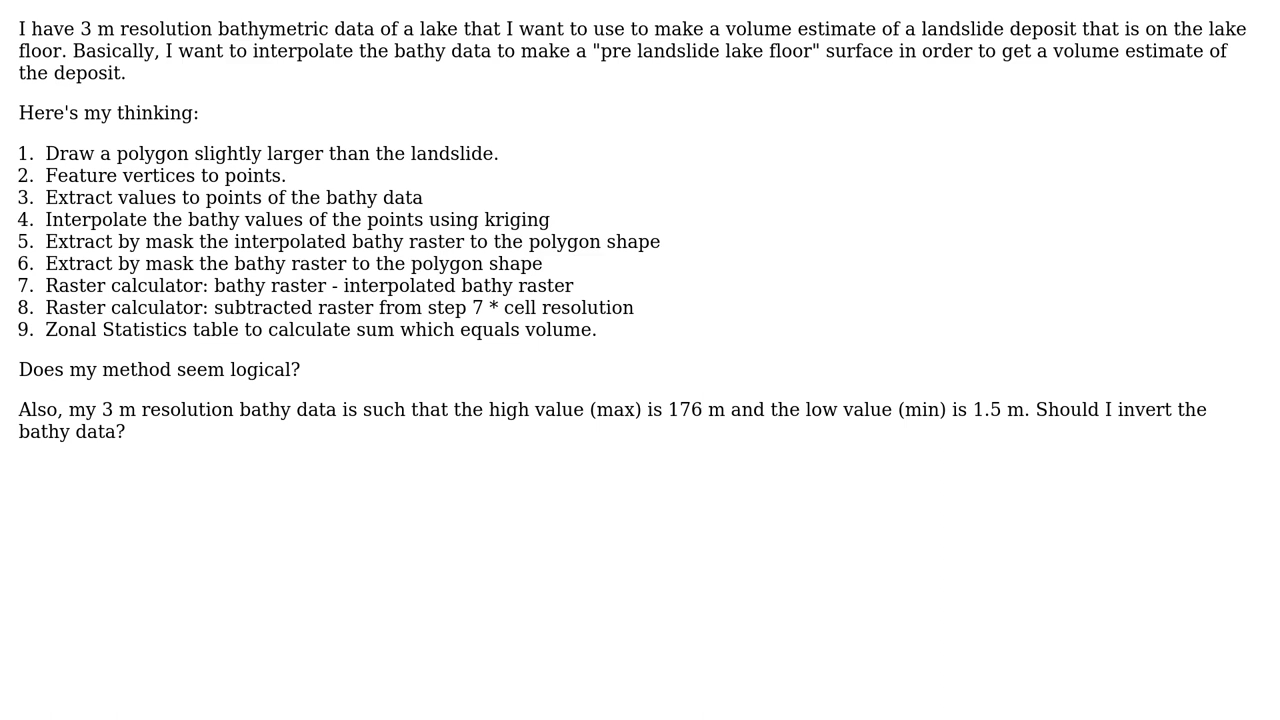 I have 3 m resolution bathymetric data of a lake that I want to use to make a volume estimate of a landslide deposit that is on the lake
floor. Basically, I want to interpolate the bathy data to make a "pre landslide lake floor" surface in order to get a volume estimate of
the deposit.
Here's my thinking:
1. Draw a polygon slightly larger than the landslide.
2. Feature vertices to points.
3. Extract values to points of the bathy data
4. Interpolate the bathy values of the points using kriging
5. Extract by mask the interpolated bathy raster to the polygon shape
6. Extract by mask the bathy raster to the polygon shape
7. Raster calculator: bathy raster - interpolated bathy raster
8. Raster calculator: subtracted raster from step 7 * cell resolution
9. Zonal Statistics table to calculate sum which equals volume.
Does my method seem logical?
Also, my 3 m resolution bathy data is such that the high value (max) is 176 m and the low value (min) is 1.5 m. Should I invert the
bathy data?